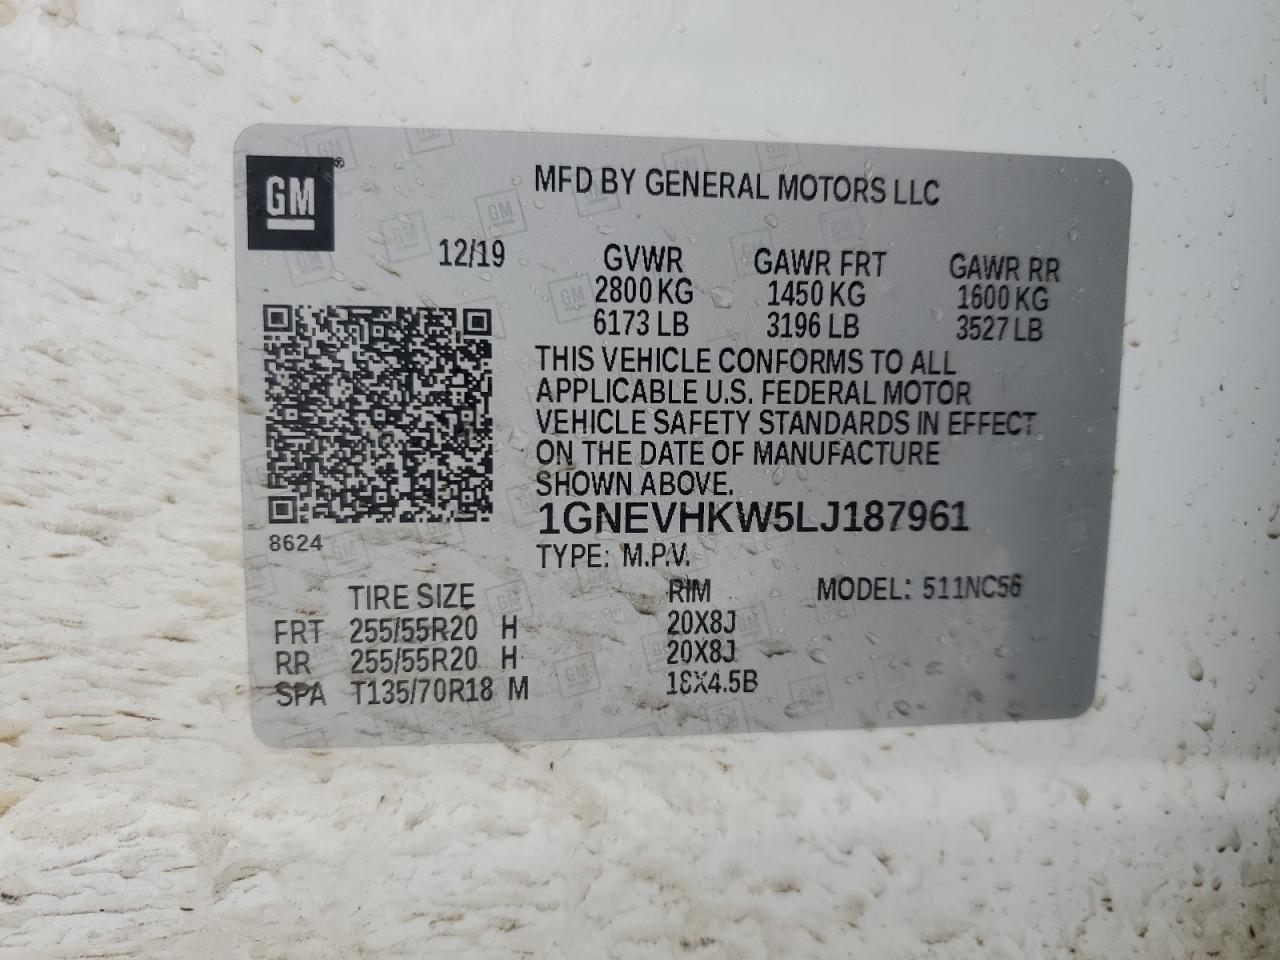 GM®
MFD BY GENERAL MOTORS LLC
12/19
GVWR GAWR FRT GAWR RR
2800 KG 1450 KG 1600 KG
6173 LB 3196 LB 3527 LB
THIS VEHICLE CONFORMS TO ALL
APPLICABLE U.S. FEDERAL MOTOR
VEHICLE SAFETY STANDARDS IN EFFECT
ON THE DATE OF MANUFACTURE
SHOWN ABOVE.
1GNEVHKW5LJ187961
8624
TYPE: M.P.V.
TIRE SIZE RIM MODEL: 511NC56
FRT 255/55R20 H 20X8J
RR 255/55R20 H 20X8J
SPA T135/70R18 M 18X4.5B